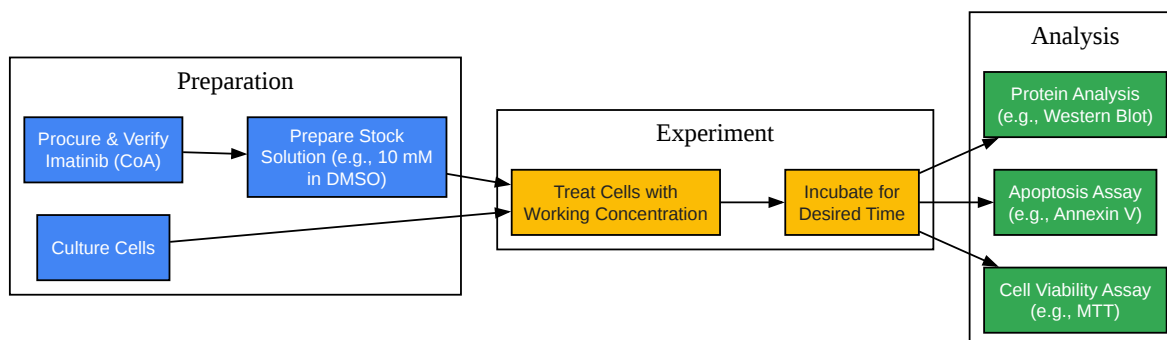 Preparation
Procure & Verify
Imatinib (CoA)
Prepare Stock
Solution (e.g., 10 mM
in DMSO)
Culture Cells
Experiment
Treat Cells with
Working Concentration
Incubate for
Desired Time
Analysis
Protein Analysis
(e.g., Western Blot)
Apoptosis Assay
(e.g., Annexin V)
Cell Viability Assay
(e.g., MTT)